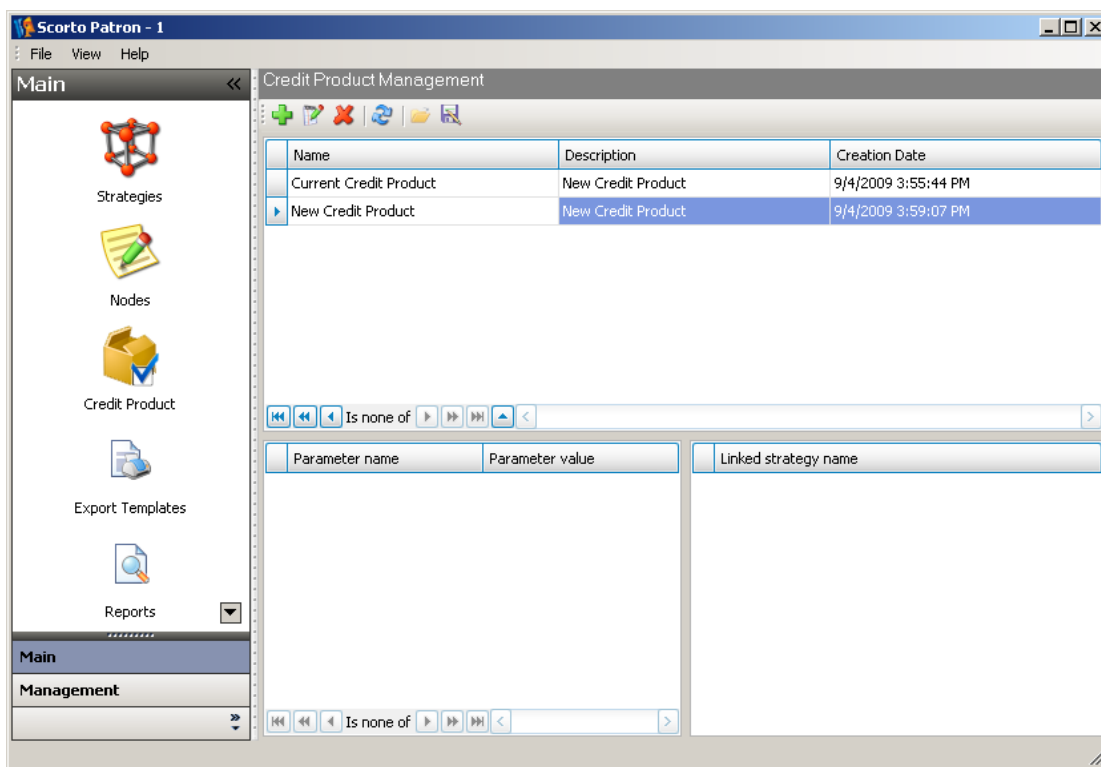 Scorto Patron - 1
File View Help
Main
Credit Product Management
Strategies
Nodes
Credit Product
Export Templates
Reports
Main
Management
Name Description Creation Date
Current Credit Product New Credit Product 9/4/2009 3:55:44 PM
New Credit Product New Credit Product 9/4/2009 3:59:07 PM
Is none of
Parameter name Parameter value
Is none of
Linked strategy name